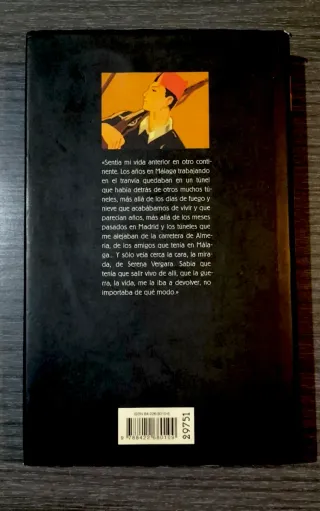 «Sentía mi vida anterior en otro conti-
nente. Los años en Málaga trabajando
en el tranvía quedaban en un túnel
que había detrás de otros muchos tú-
neles, más allá de los días de fuego y
nieve que acabábamos de vivir y que
parecían años, más allá de los meses
pasados en Madrid y los túneles que
me alejaban de la carretera de Alme-
ría, de los amigos que tenía en Mála-
ga... Y sólo veía cerca la cara, la mira-
da, de Serena Vergara. Sabía que
tenía que salir vivo de allí, que la gue-
rra, la vida, me la iba a devolver, no
importaba de qué modo.»
29751